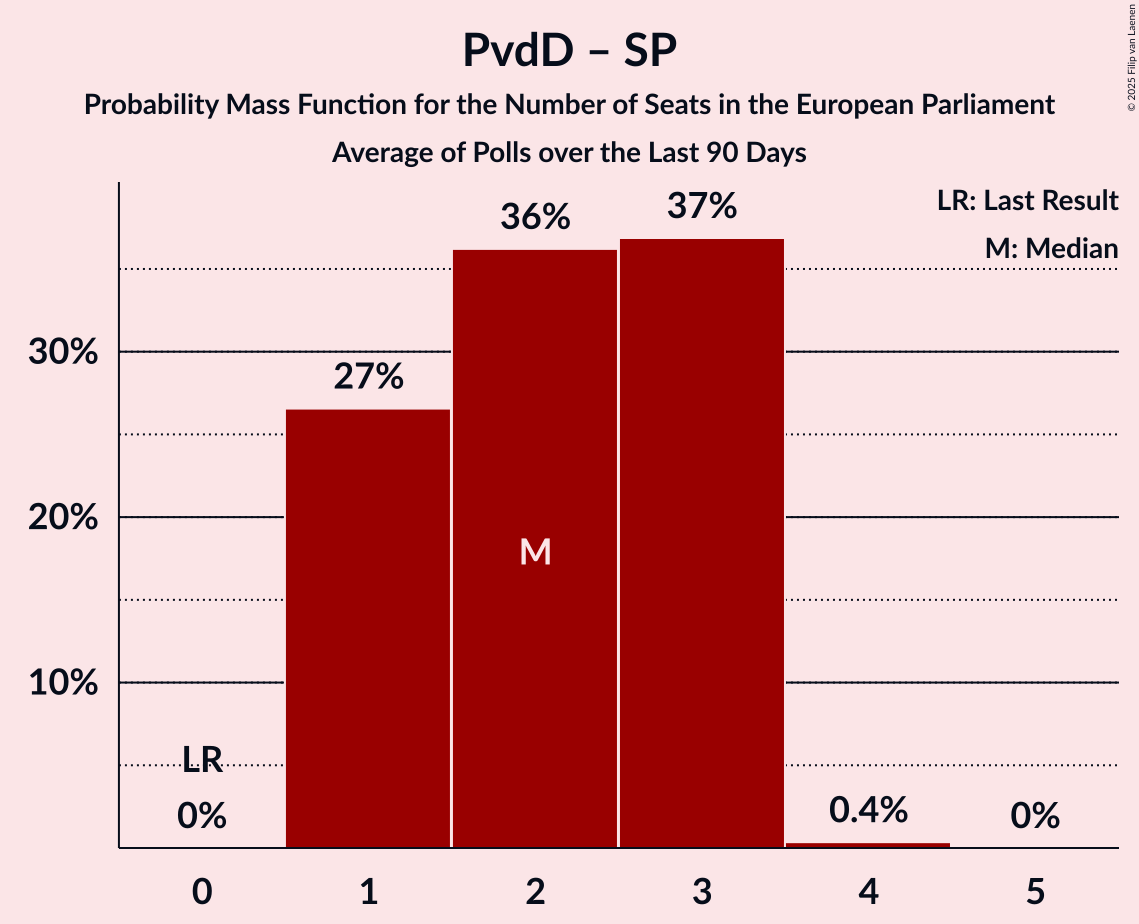 PvdD – SP
Probability Mass Function for the Number of Seats in the European Parliament
Average of Polls over the Last 90 Days
© 2025 Filip van Laenen
LR: Last Result
M: Median
36%
37%
30%
27%
20%
M
10%
LR
0%
0.4%
0%
0 1 2 3 4 5